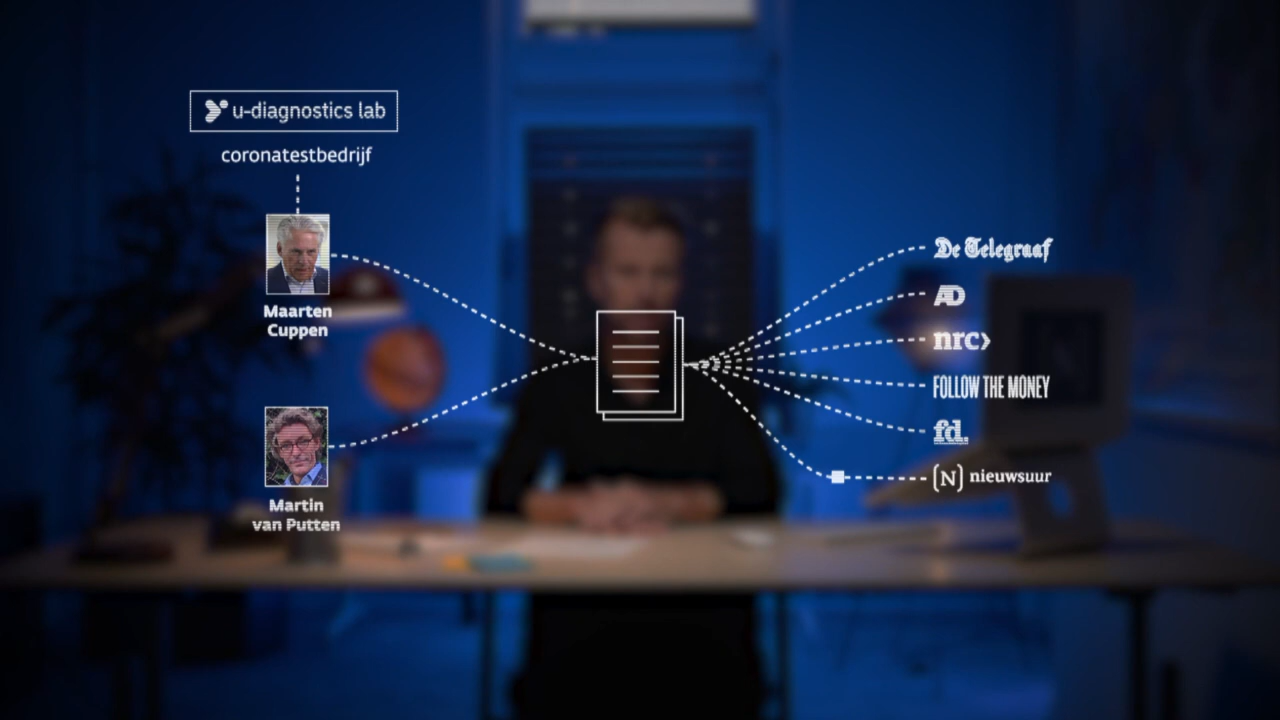 u-diagnostics lab
coronatestbedrijf
Maarten
Cuppen
Martin
van Putten
De Telegraaf
AD
nrc>
FOLLOW THE MONEY
fd.
(N) nieuwsuur